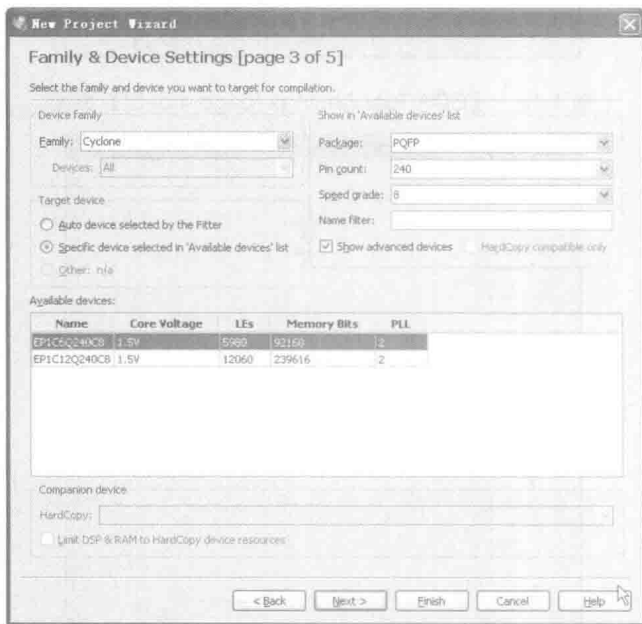 New Project Wizard
Family & Device Settings [page 3 of 5]
Select the family and device you want to target for compilation.
Device family
Family: Cyclone
Devices: All
Target device
Auto device selected by the Fitter
Specific device selected in 'Available devices' list
Other: n/a
Show in 'Available devices' list
Package: PQFP
Pin count: 240
Speed grade: 8
Name filter:
Show advanced devices
HardCopy compatible only
Available devices:
Name Core Voltage LEs Memory Bits PLL
EP1C6Q240C8 1.5V 5980 92160 2
EP1C12Q240C8 1.5V 12060 239616 2
Companion device
HardCopy:
Limit DSP & RAM to HardCopy device resources
< Back Next > Finish Cancel Help